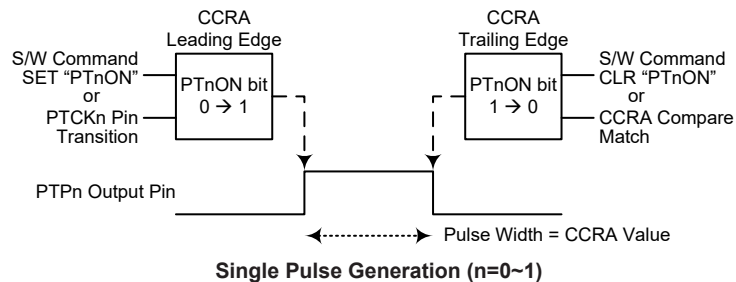 CCRA
Leading Edge
S/W Command
SET “PTnON”
or
PTCKn Pin
Transition
PTnON bit
0 → 1
CCRA
Trailing Edge
PTnON bit
1 → 0
S/W Command
CLR “PTnON”
or
CCRA Compare
Match
PTPn Output Pin
Pulse Width = CCRA Value
Single Pulse Generation (n=0~1)